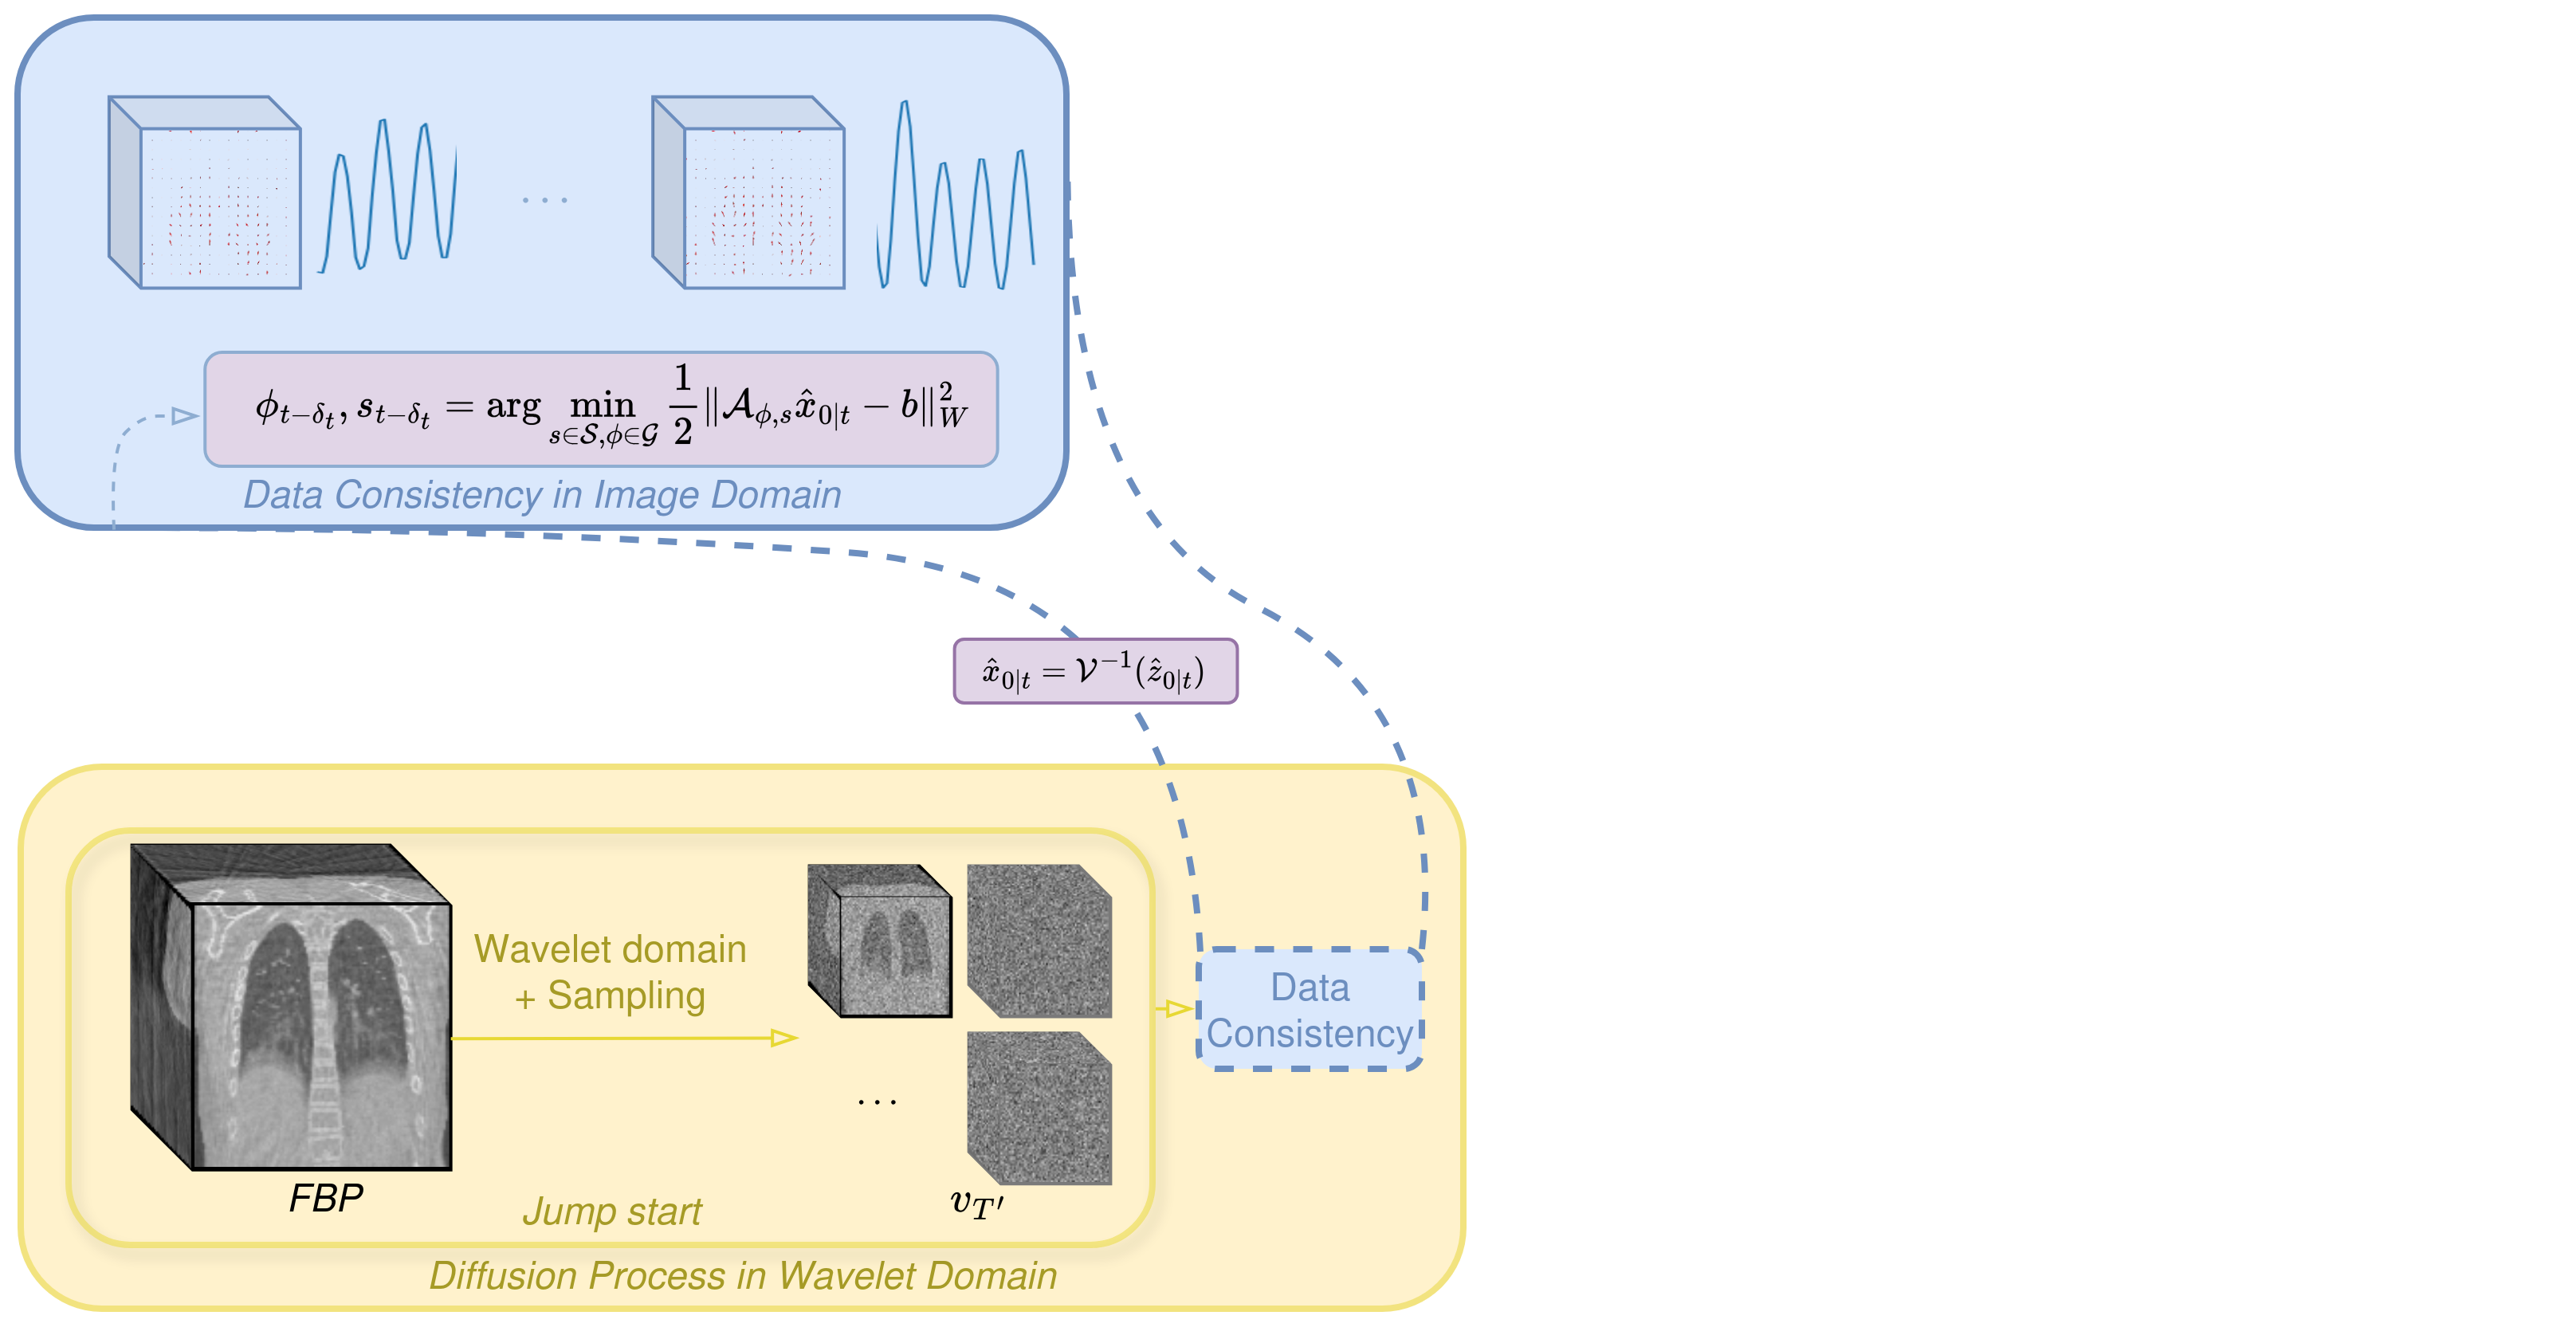 . . .
$\phi_{t-\delta_t}, s_{t-\delta_t} = \arg \min_{s \in \mathcal{S}, \phi \in \mathcal{G}} \frac{1}{2} \| \mathcal{A}_{\phi,s} \hat{x}_{0|t} - b \|_W^2$
Data Consistency in Image Domain
$\hat{x}_{0|t} = \mathcal{V}^{-1}(\hat{z}_{0|t})$
Wavelet domain
+ Sampling
Data
Consistency
. . .
FBP
$v_{T'}$
Jump start
Diffusion Process in Wavelet Domain